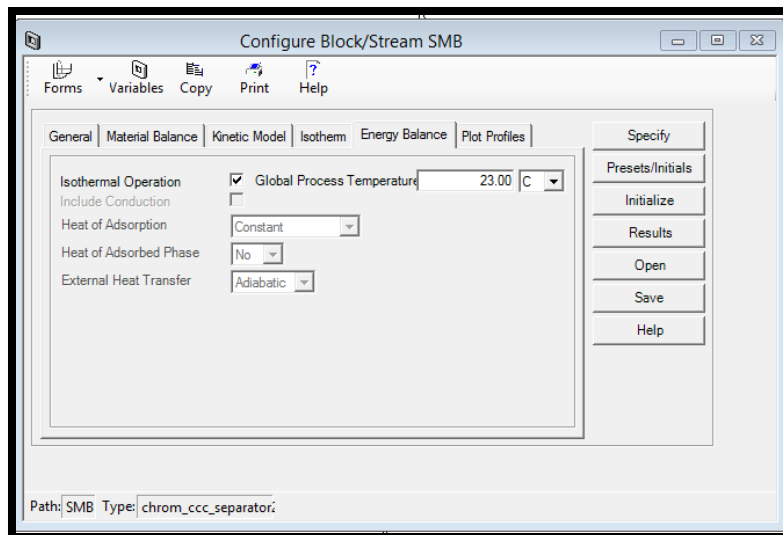 Configure Block/Stream SMB
Forms Variables Copy Print Help
General Material Balance Kinetic Model Isotherm Energy Balance Plot Profiles
Isothermal Operation Global Process Temperature 23.00 C
Include Conduction
Heat of Adsorption Constant
Heat of Adsorbed Phase No
External Heat Transfer Adiabatic
Specify
Presets/Initials
Initialize
Results
Open
Save
Help
Path: SMB Type: chrom_ccc_separator2